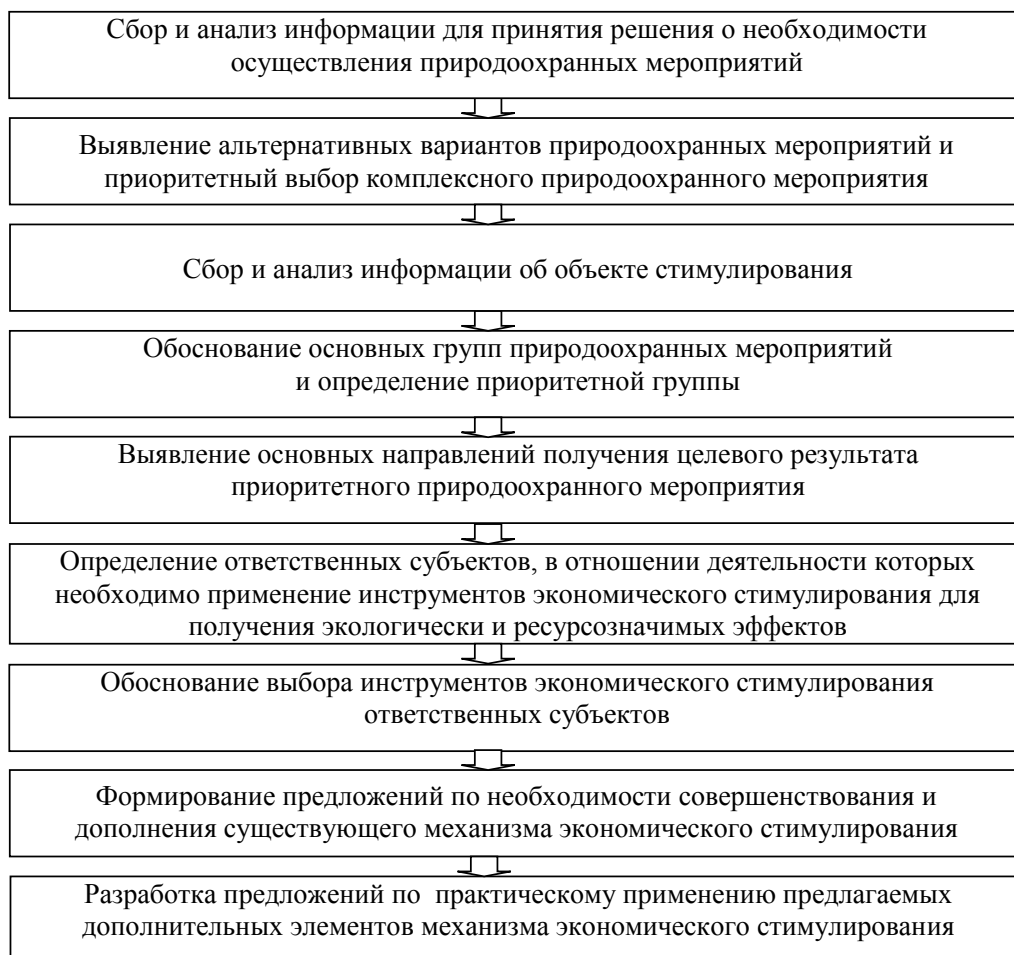 Сбор и анализ информации для принятия решения о необходимости
осуществления природоохранных мероприятий
Выявление альтернативных вариантов природоохранных мероприятий и
приоритетный выбор комплексного природоохранного мероприятия
Сбор и анализ информации об объекте стимулирования
Обоснование основных групп природоохранных мероприятий
и определение приоритетной группы
Выявление основных направлений получения целевого результата
приоритетного природоохранного мероприятия
Определение ответственных субъектов, в отношении деятельности которых
необходимо применение инструментов экономического стимулирования для
получения экологически и ресурсозначимых эффектов
Обоснование выбора инструментов экономического стимулирования
ответственных субъектов
Формирование предложений по необходимости совершенствования и
дополнения существующего механизма экономического стимулирования
Разработка предложений по практическому применению предлагаемых
дополнительных элементов механизма экономического стимулирования